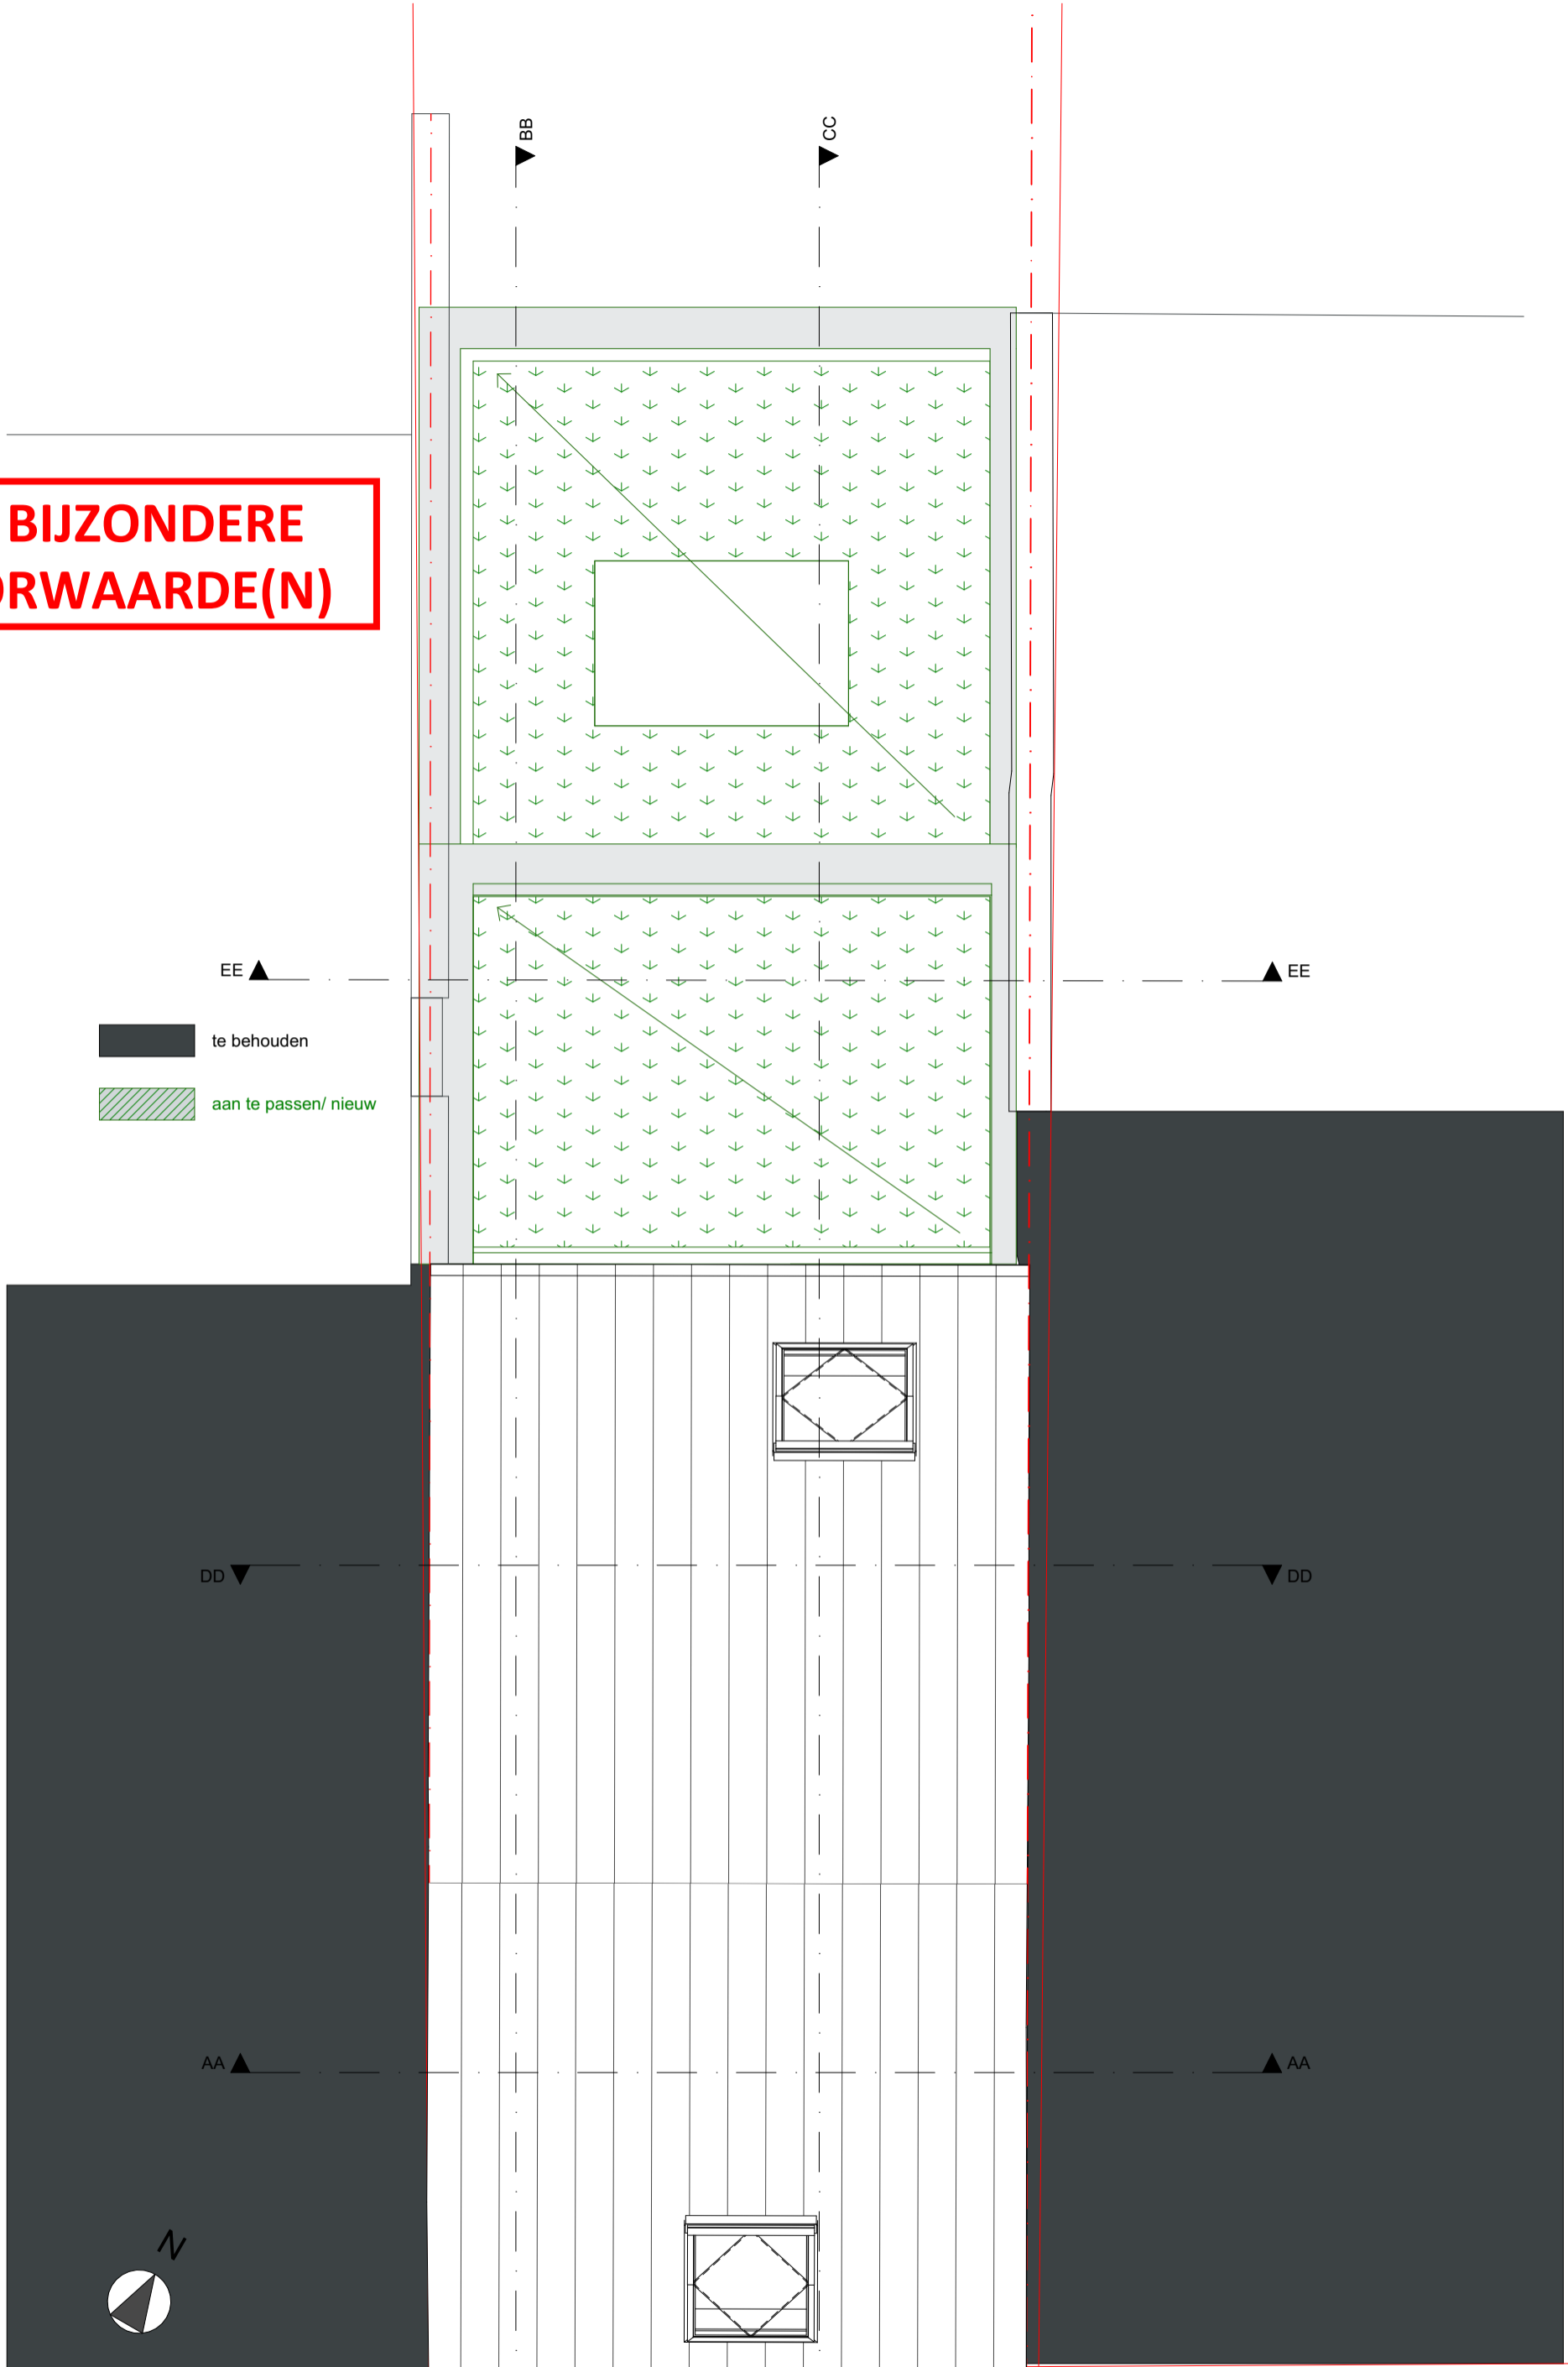 BB
CC
BIJZONDERE
RWAARDE(N)
EE
EE
te behouden
aan te passen/ nieuw
DD
DD
AA
AA
N